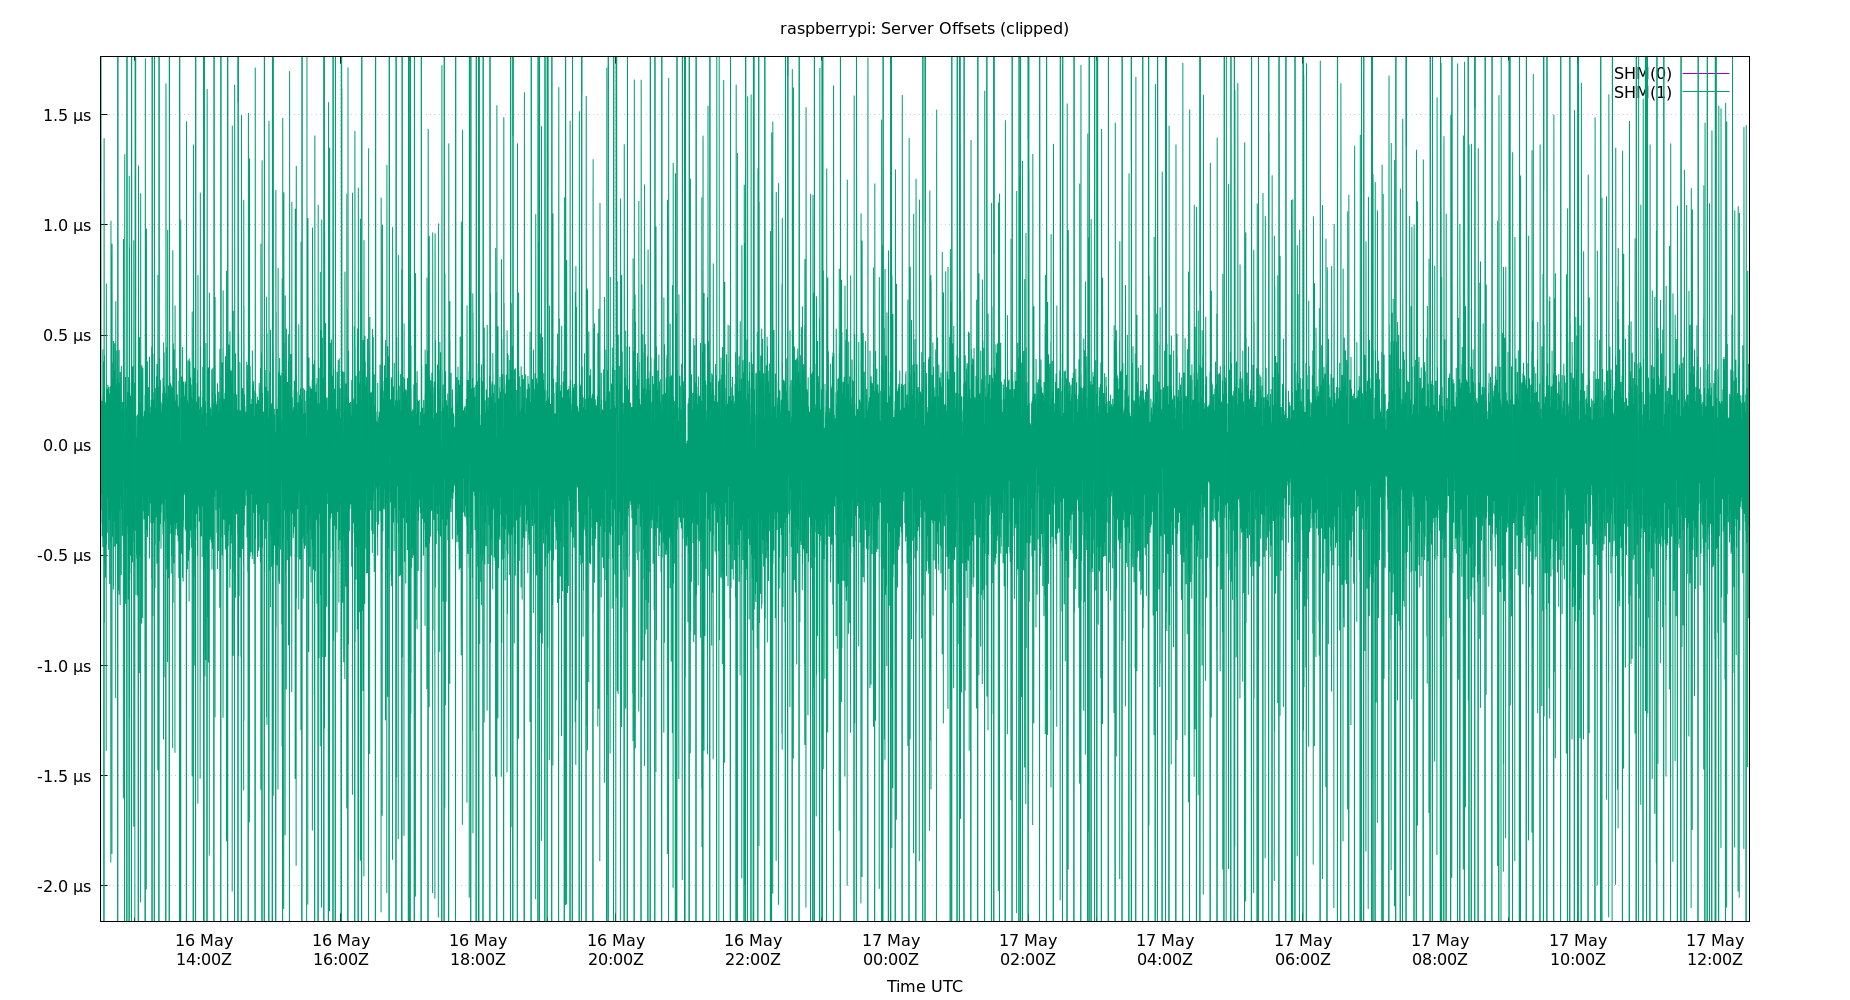 raspberrypi: Server Offsets (clipped)
SHM(0)
SHM(1)
1.5 µs
1.0 µs
0.5 µs
0.0 µs
-0.5 µs
-1.0 µs
-1.5 µs
-2.0 µs
16 May 16 May 16 May 16 May 16 May 17 May 17 May 17 May 17 May 17 May 17 May 17 May
14:00Z 16:00Z 18:00Z 20:00Z 22:00Z 00:00Z 02:00Z 04:00Z 06:00Z 08:00Z 10:00Z 12:00Z
Time UTC